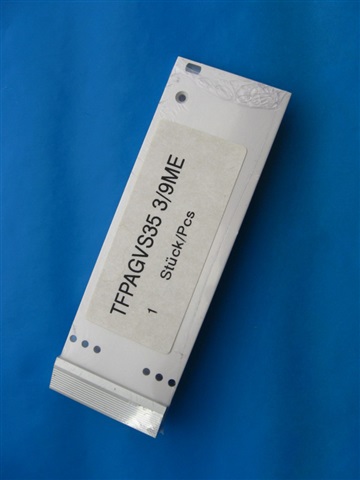 TFPAGVS35 3/9ME
1 Stück/Pcs